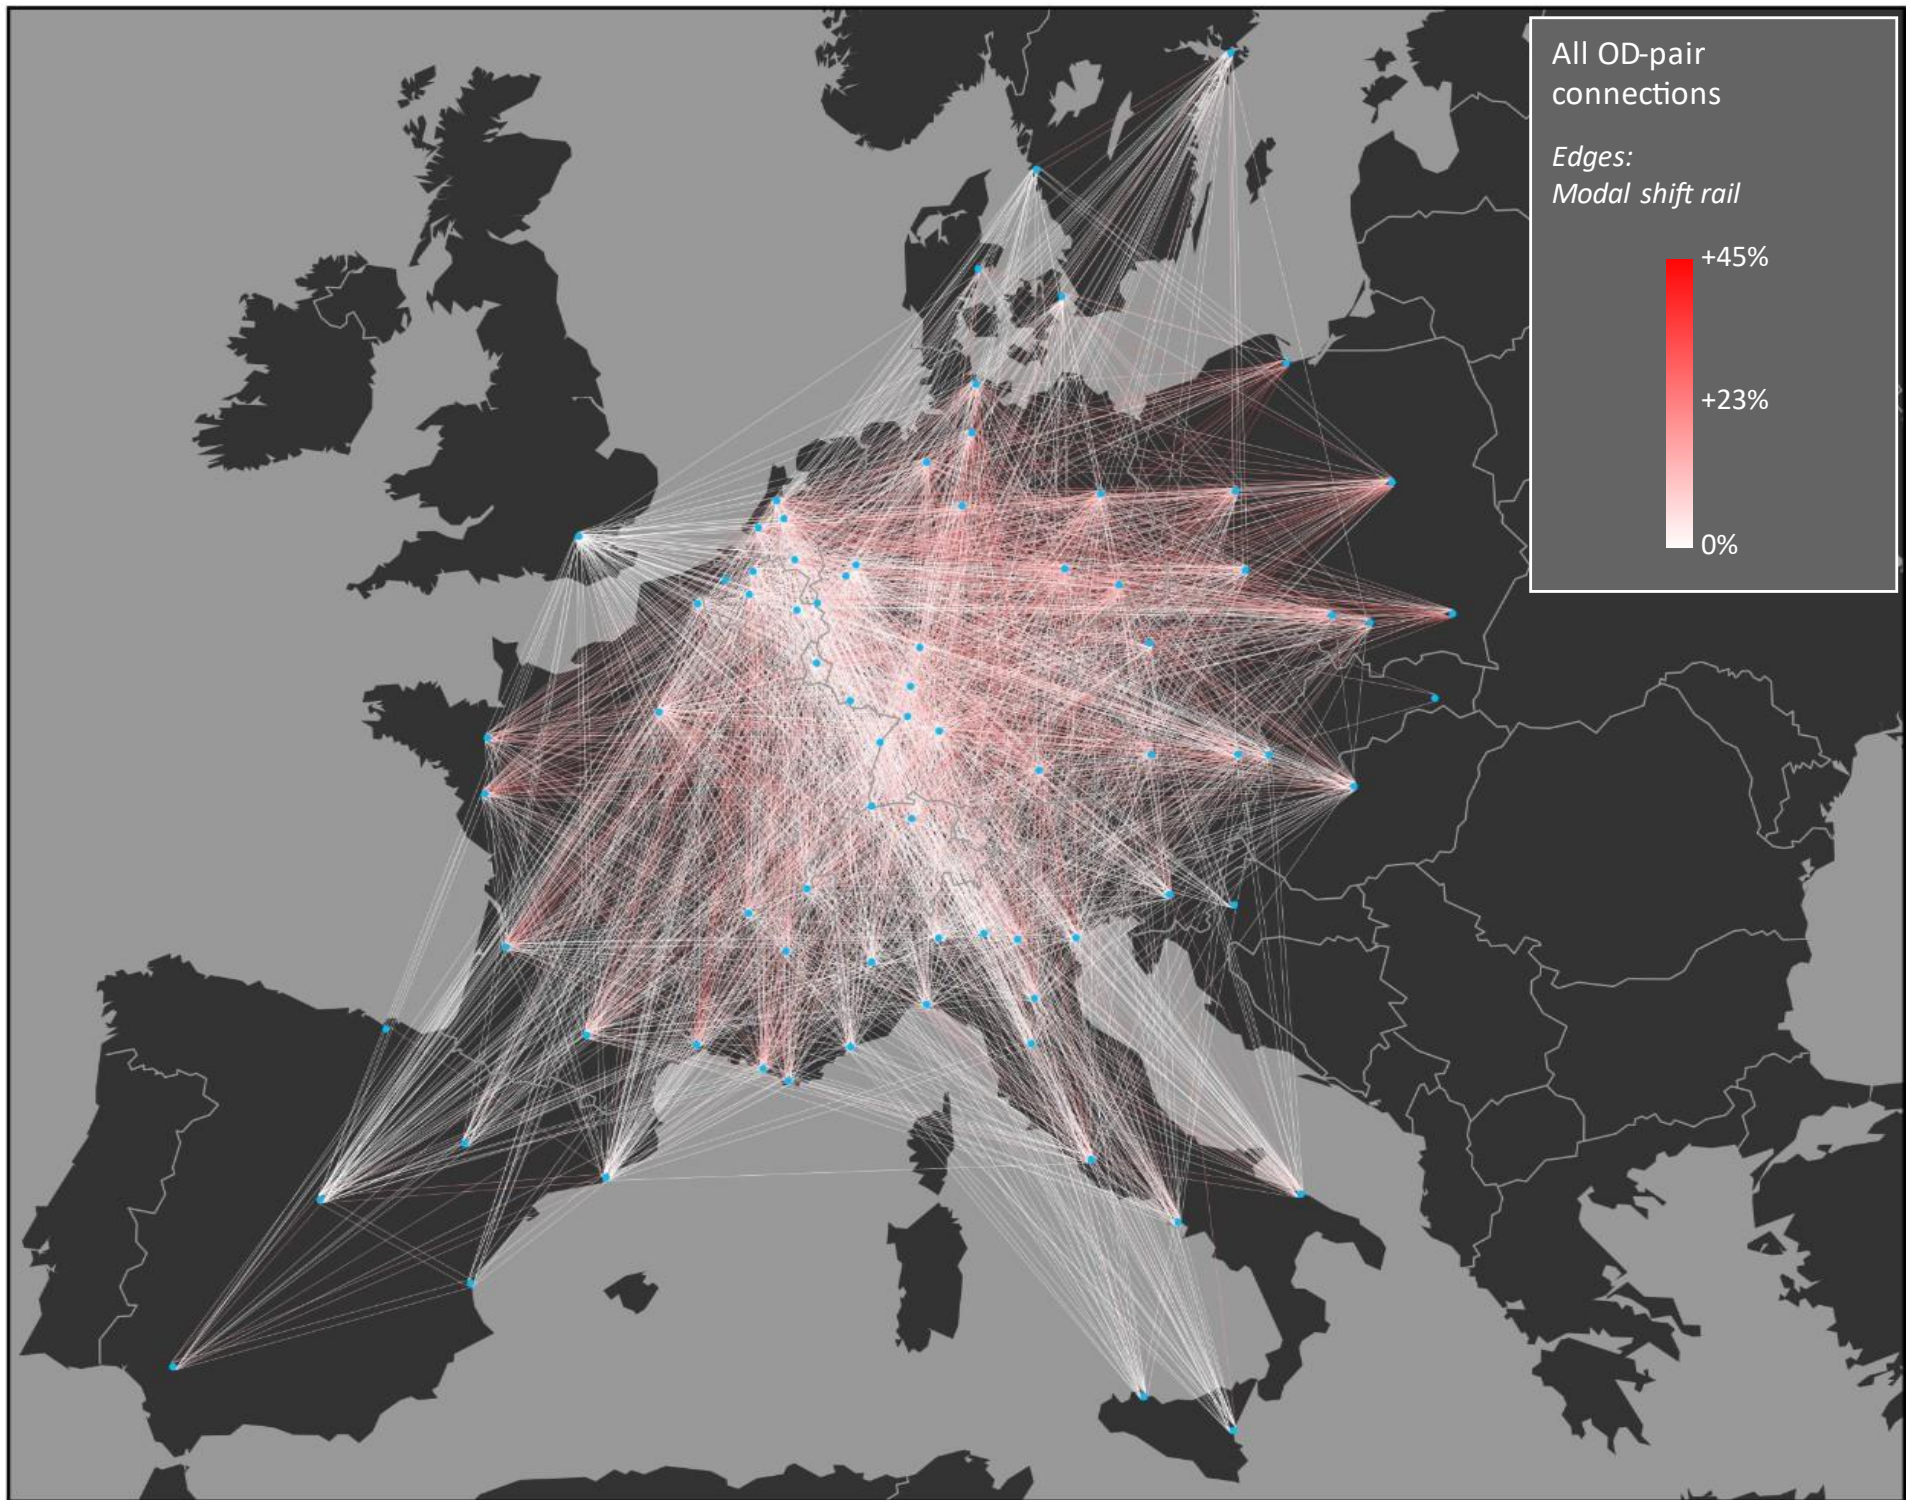 All OD-pair
connections
Edges:
Modal shift rail
+45%
+23%
0%